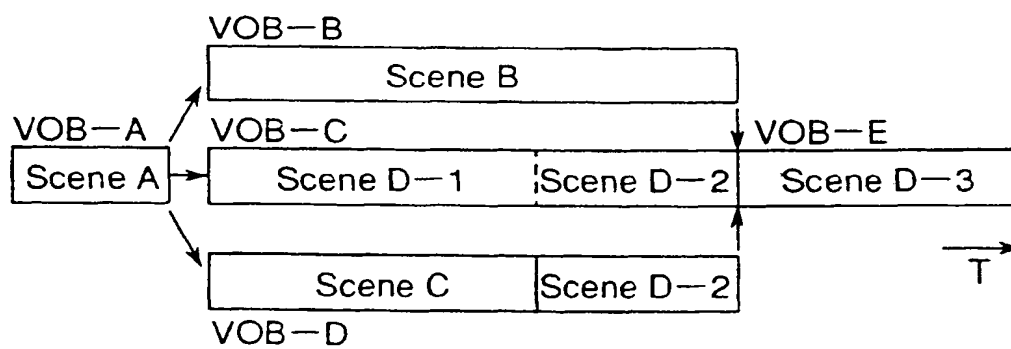 VOB—B
Scene B
VOB—A VOB—C VOB—E
Scene A Scene D—1 Scene D—2 Scene D—3
Scene C Scene D—2
T
VOB—D